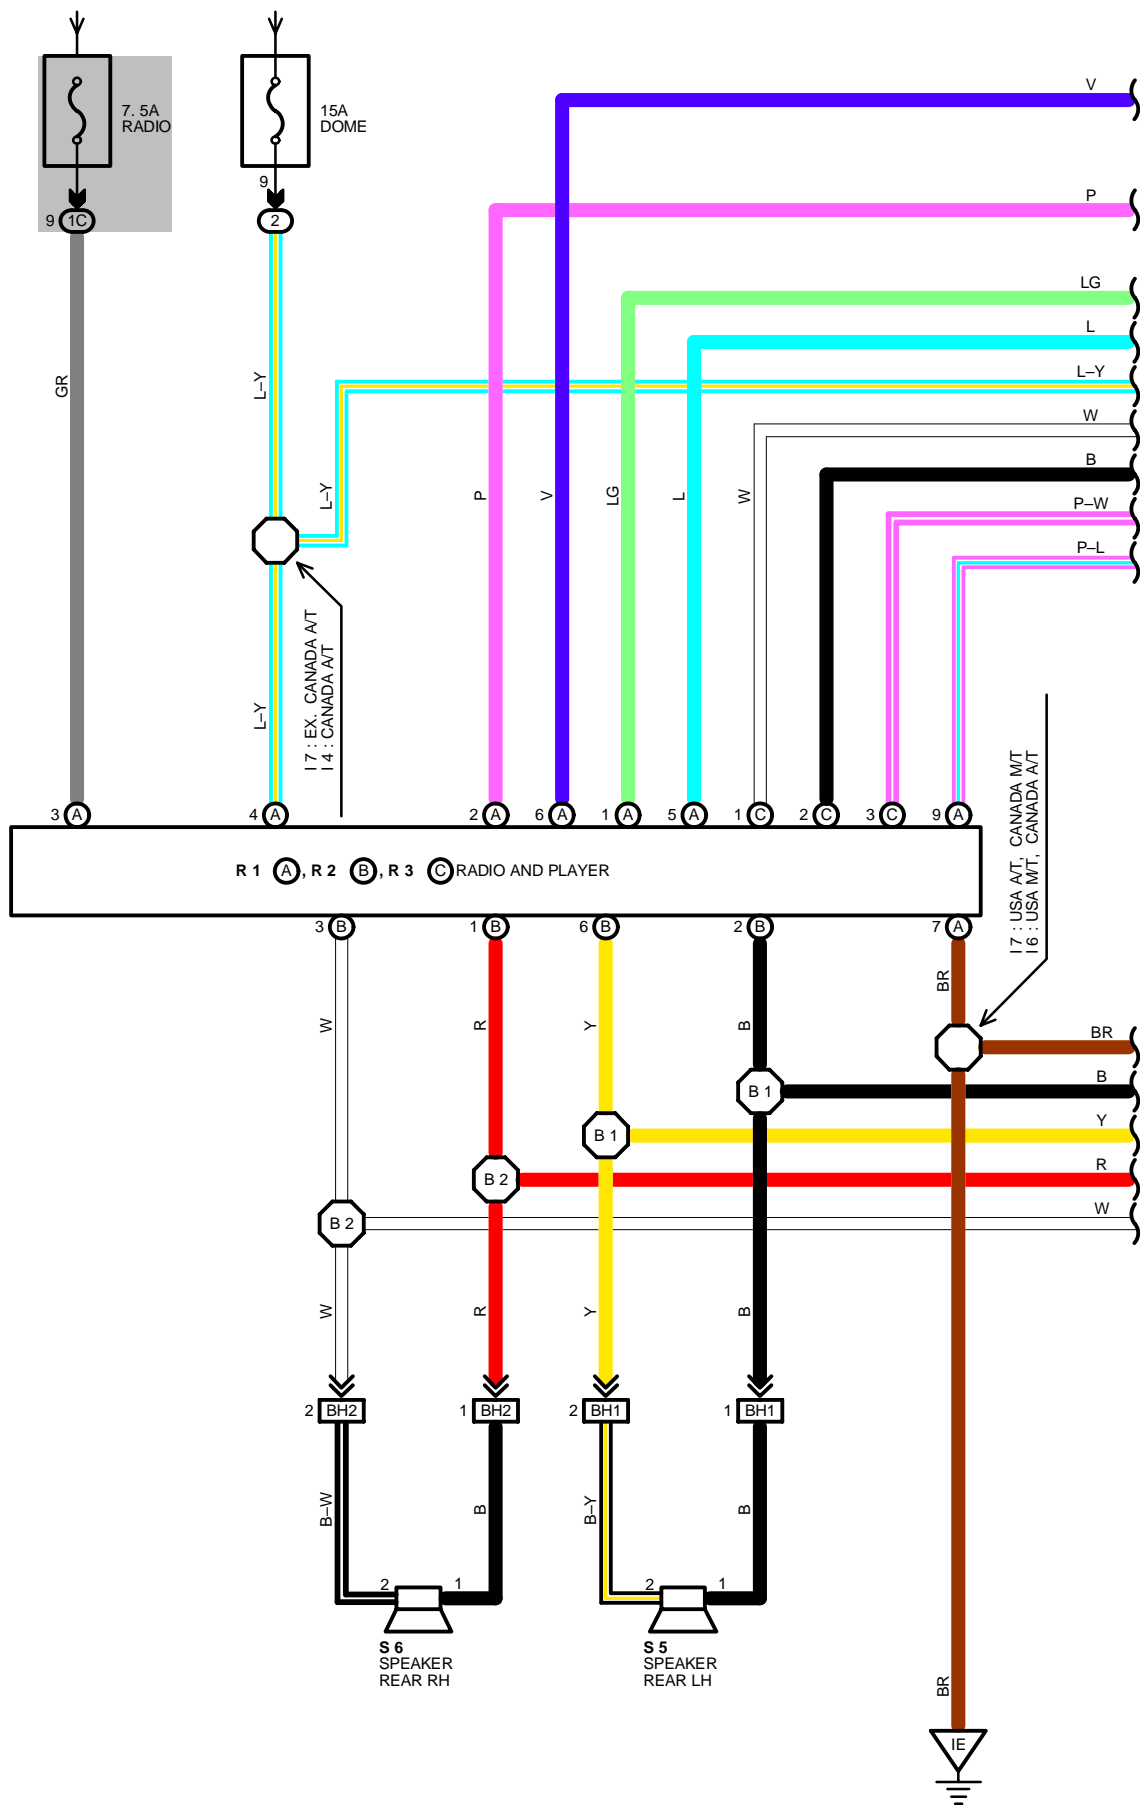 7. 5A
RADIO
15A
DOME
9
9 1C
2
V
P
LG
L
L–Y
W
B
P–W
P–L
GR
L–Y
L–Y
P
V
LG
L
W
L–Y
I 7 : EX. CANADA A/T
I 4 : CANADA A/T
I 7 : USA A/T, CANADA M/T
I 6 : USA M/T, CANADA A/T
3 A
4 A
2 A
6 A
1 A
5 A
1 C
2 C
3 C
9 A
R 1 A , R 2 B , R 3 C RADIO AND PLAYER
3 B
1 B
6 B
2 B
7 A
BR
W
R
Y
B
BR
B
Y
R
W
B 1
B 1
B 2
B 2
W
R
Y
B
2 BH2
1 BH2
2 BH1
1 BH1
B–W
B
B–Y
B
2
1
2
1
S 6
SPEAKER
REAR RH
S 5
SPEAKER
REAR LH
BR
IE